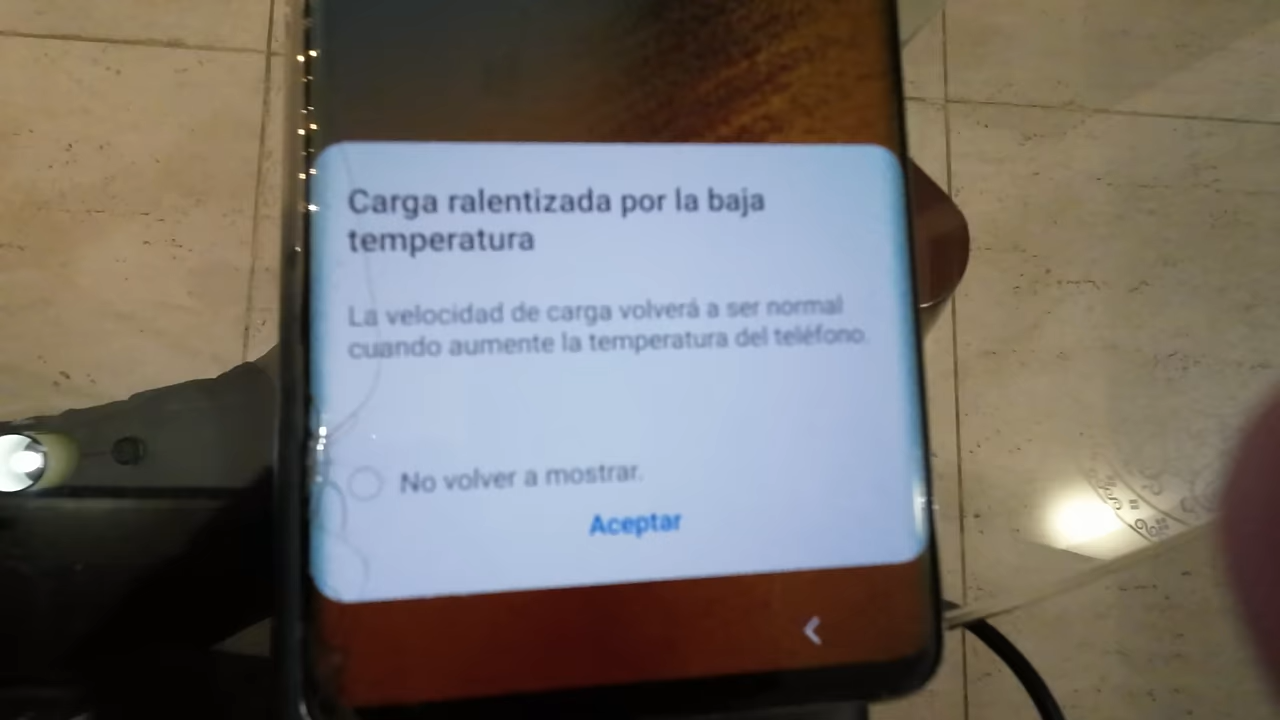 Carga ralentizada por la baja
temperatura
La velocidad de carga volverá a ser normal
cuando aumente la temperatura del teléfono.
No volver a mostrar.
Aceptar